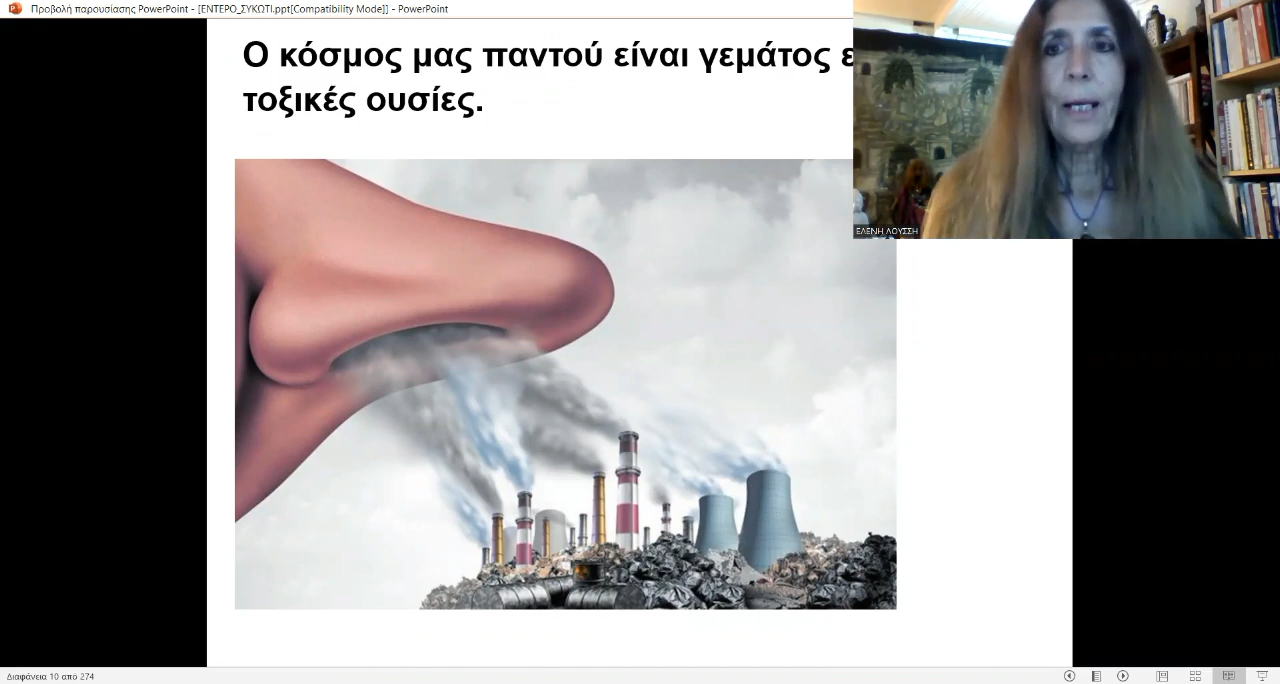 Προβολή παρουσίασης PowerPoint - [ΕΝΤΕΡΟ_ΣΥΚΩΤΙ.ppt[Compatibility Mode]] - PowerPoint
Ο κόσμος μας παντού είναι γεμάτος
τοξικές ουσίες.
ΕΛΕΝΗ ΛΟΥΣΣΗ
Διαφάνεια 10 από 274